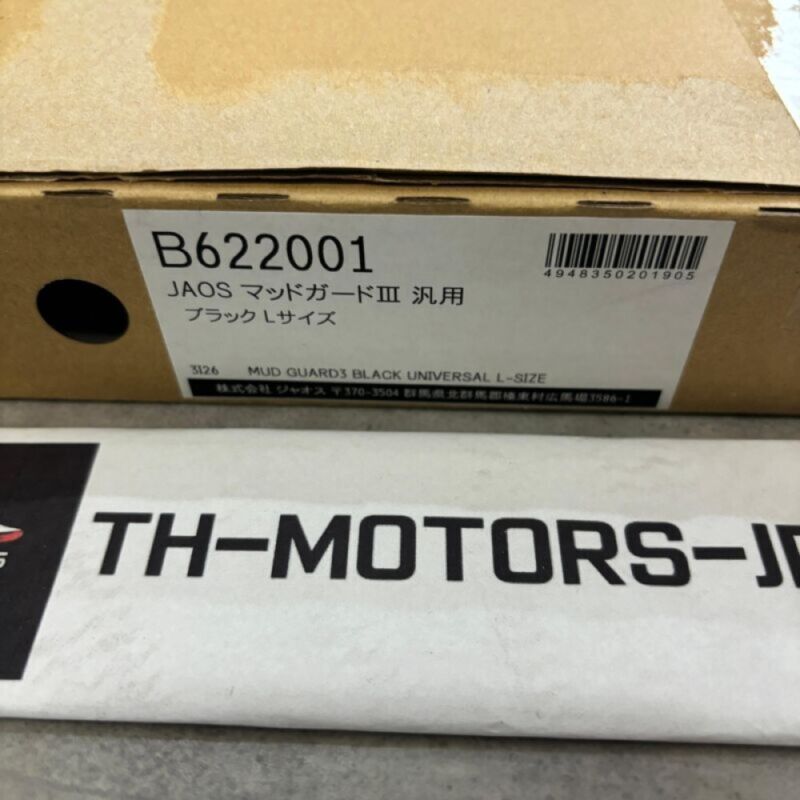 B622001
4948350201905
JAOS マッドガードIII 汎用
ブラック Lサイズ
3126 MUD GUARD3 BLACK UNIVERSAL L-SIZE
株式会社 ジャオス 〒370-3504 群馬県北群馬郡榛東村広馬場3586-1
TH-MOTORS-JP